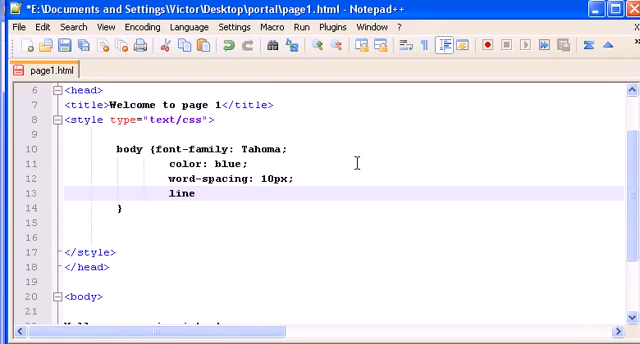 *E:\Documents and Settings\Victor\Desktop\portal\page1.html - Notepad++
File Edit Search View Encoding Language Settings Macro Run Plugins Window ?
page1.html
6 <head>
7 <title>Welcome to page 1</title>
8 <style type="text/css">
9
10 body {font-family: Tahoma;
11 color: blue;
12 word-spacing: 10px;
13 line
14 }
15
16
17 </style>
18 </head>
19
20 <body>
21